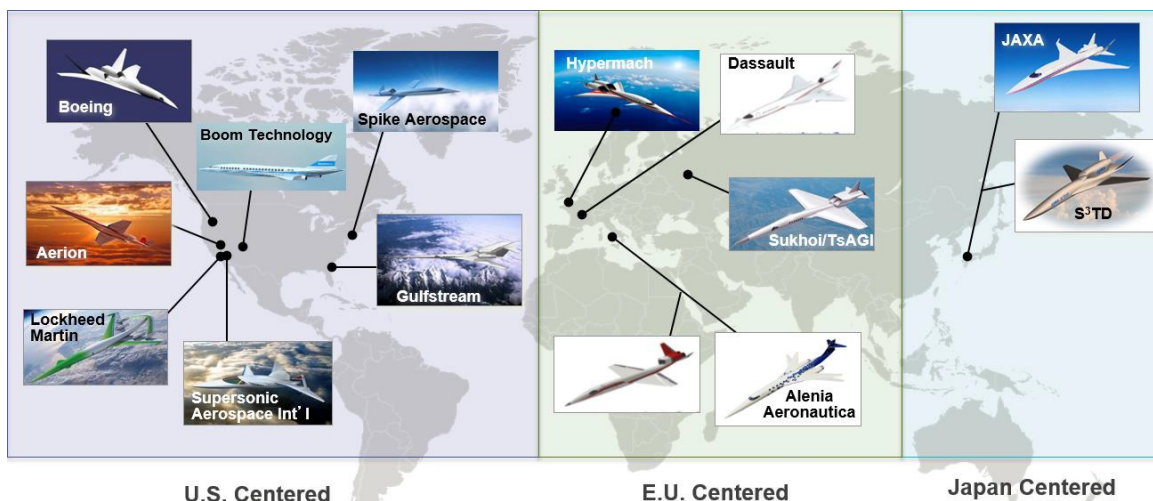 Boeing
Boom Technology
Spike Aerospace
Aerion
Gulfstream
Lockheed
Martin
Supersonic
Aerospace Int'l
Hypermach
Dassault
Sukhoi/TsAGI
Alenia
Aeronautica
JAXA
S³TD
U.S. Centered
E.U. Centered
Japan Centered